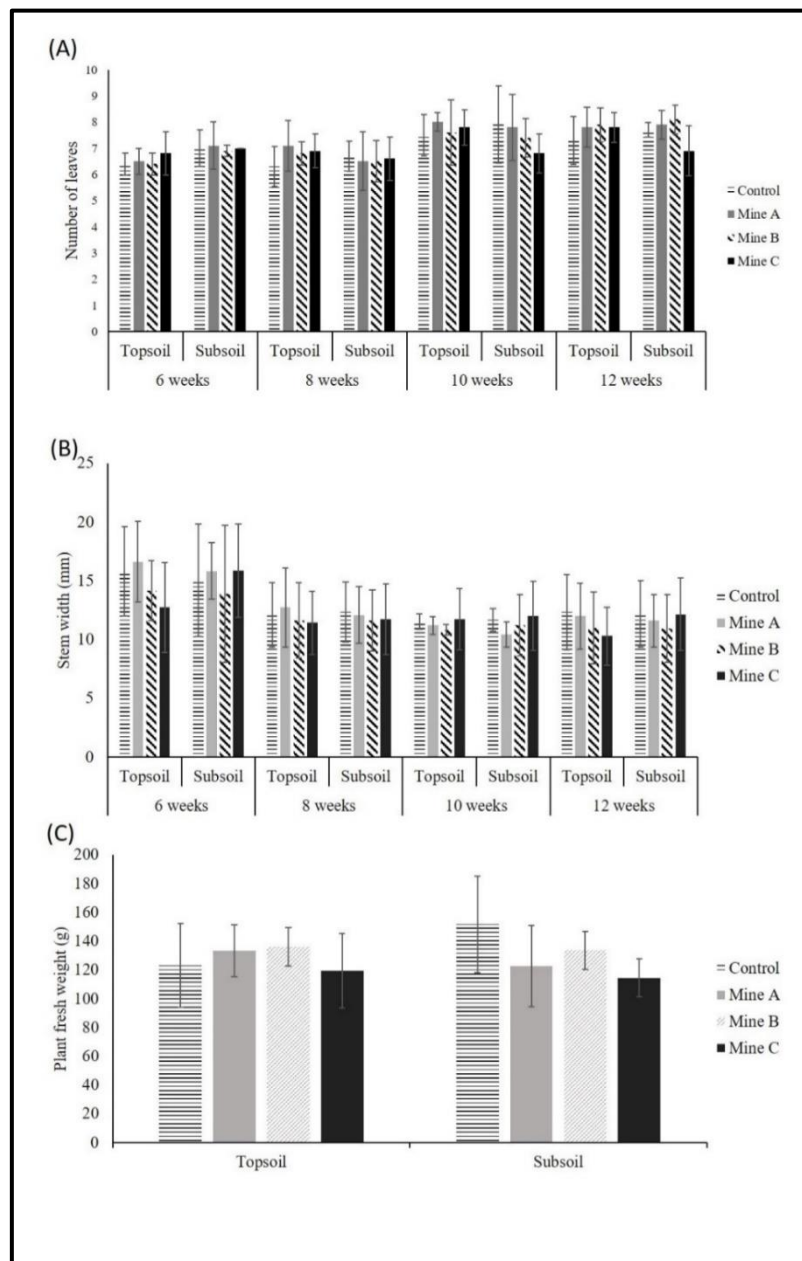 (A)
Number of leaves
10
9
8
7
6
5
4
3
2
1
0
Control
Mine A
Mine B
Mine C
Topsoil Subsoil Topsoil Subsoil Topsoil Subsoil Topsoil Subsoil
6 weeks 8 weeks 10 weeks 12 weeks
(B)
Stem width (mm)
25
20
15
10
5
0
Control
Mine A
Mine B
Mine C
Topsoil Subsoil Topsoil Subsoil Topsoil Subsoil Topsoil Subsoil
6 weeks 8 weeks 10 weeks 12 weeks
(C)
Plant fresh weight (g)
200
180
160
140
120
100
80
60
40
20
0
Control
Mine A
Mine B
Mine C
Topsoil Subsoil